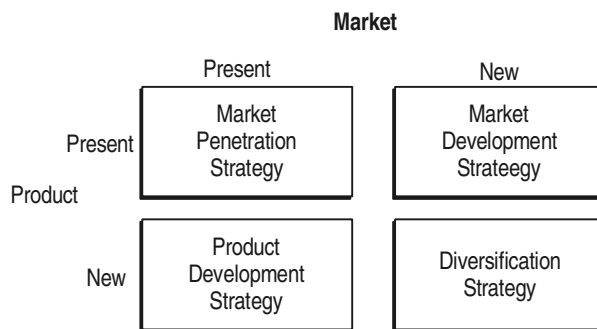 Market
Present
New
Present
Market
Penetration
Strategy
Market
Development
Strateegy
Product
New
Product
Development
Strategy
Diversification
Strategy